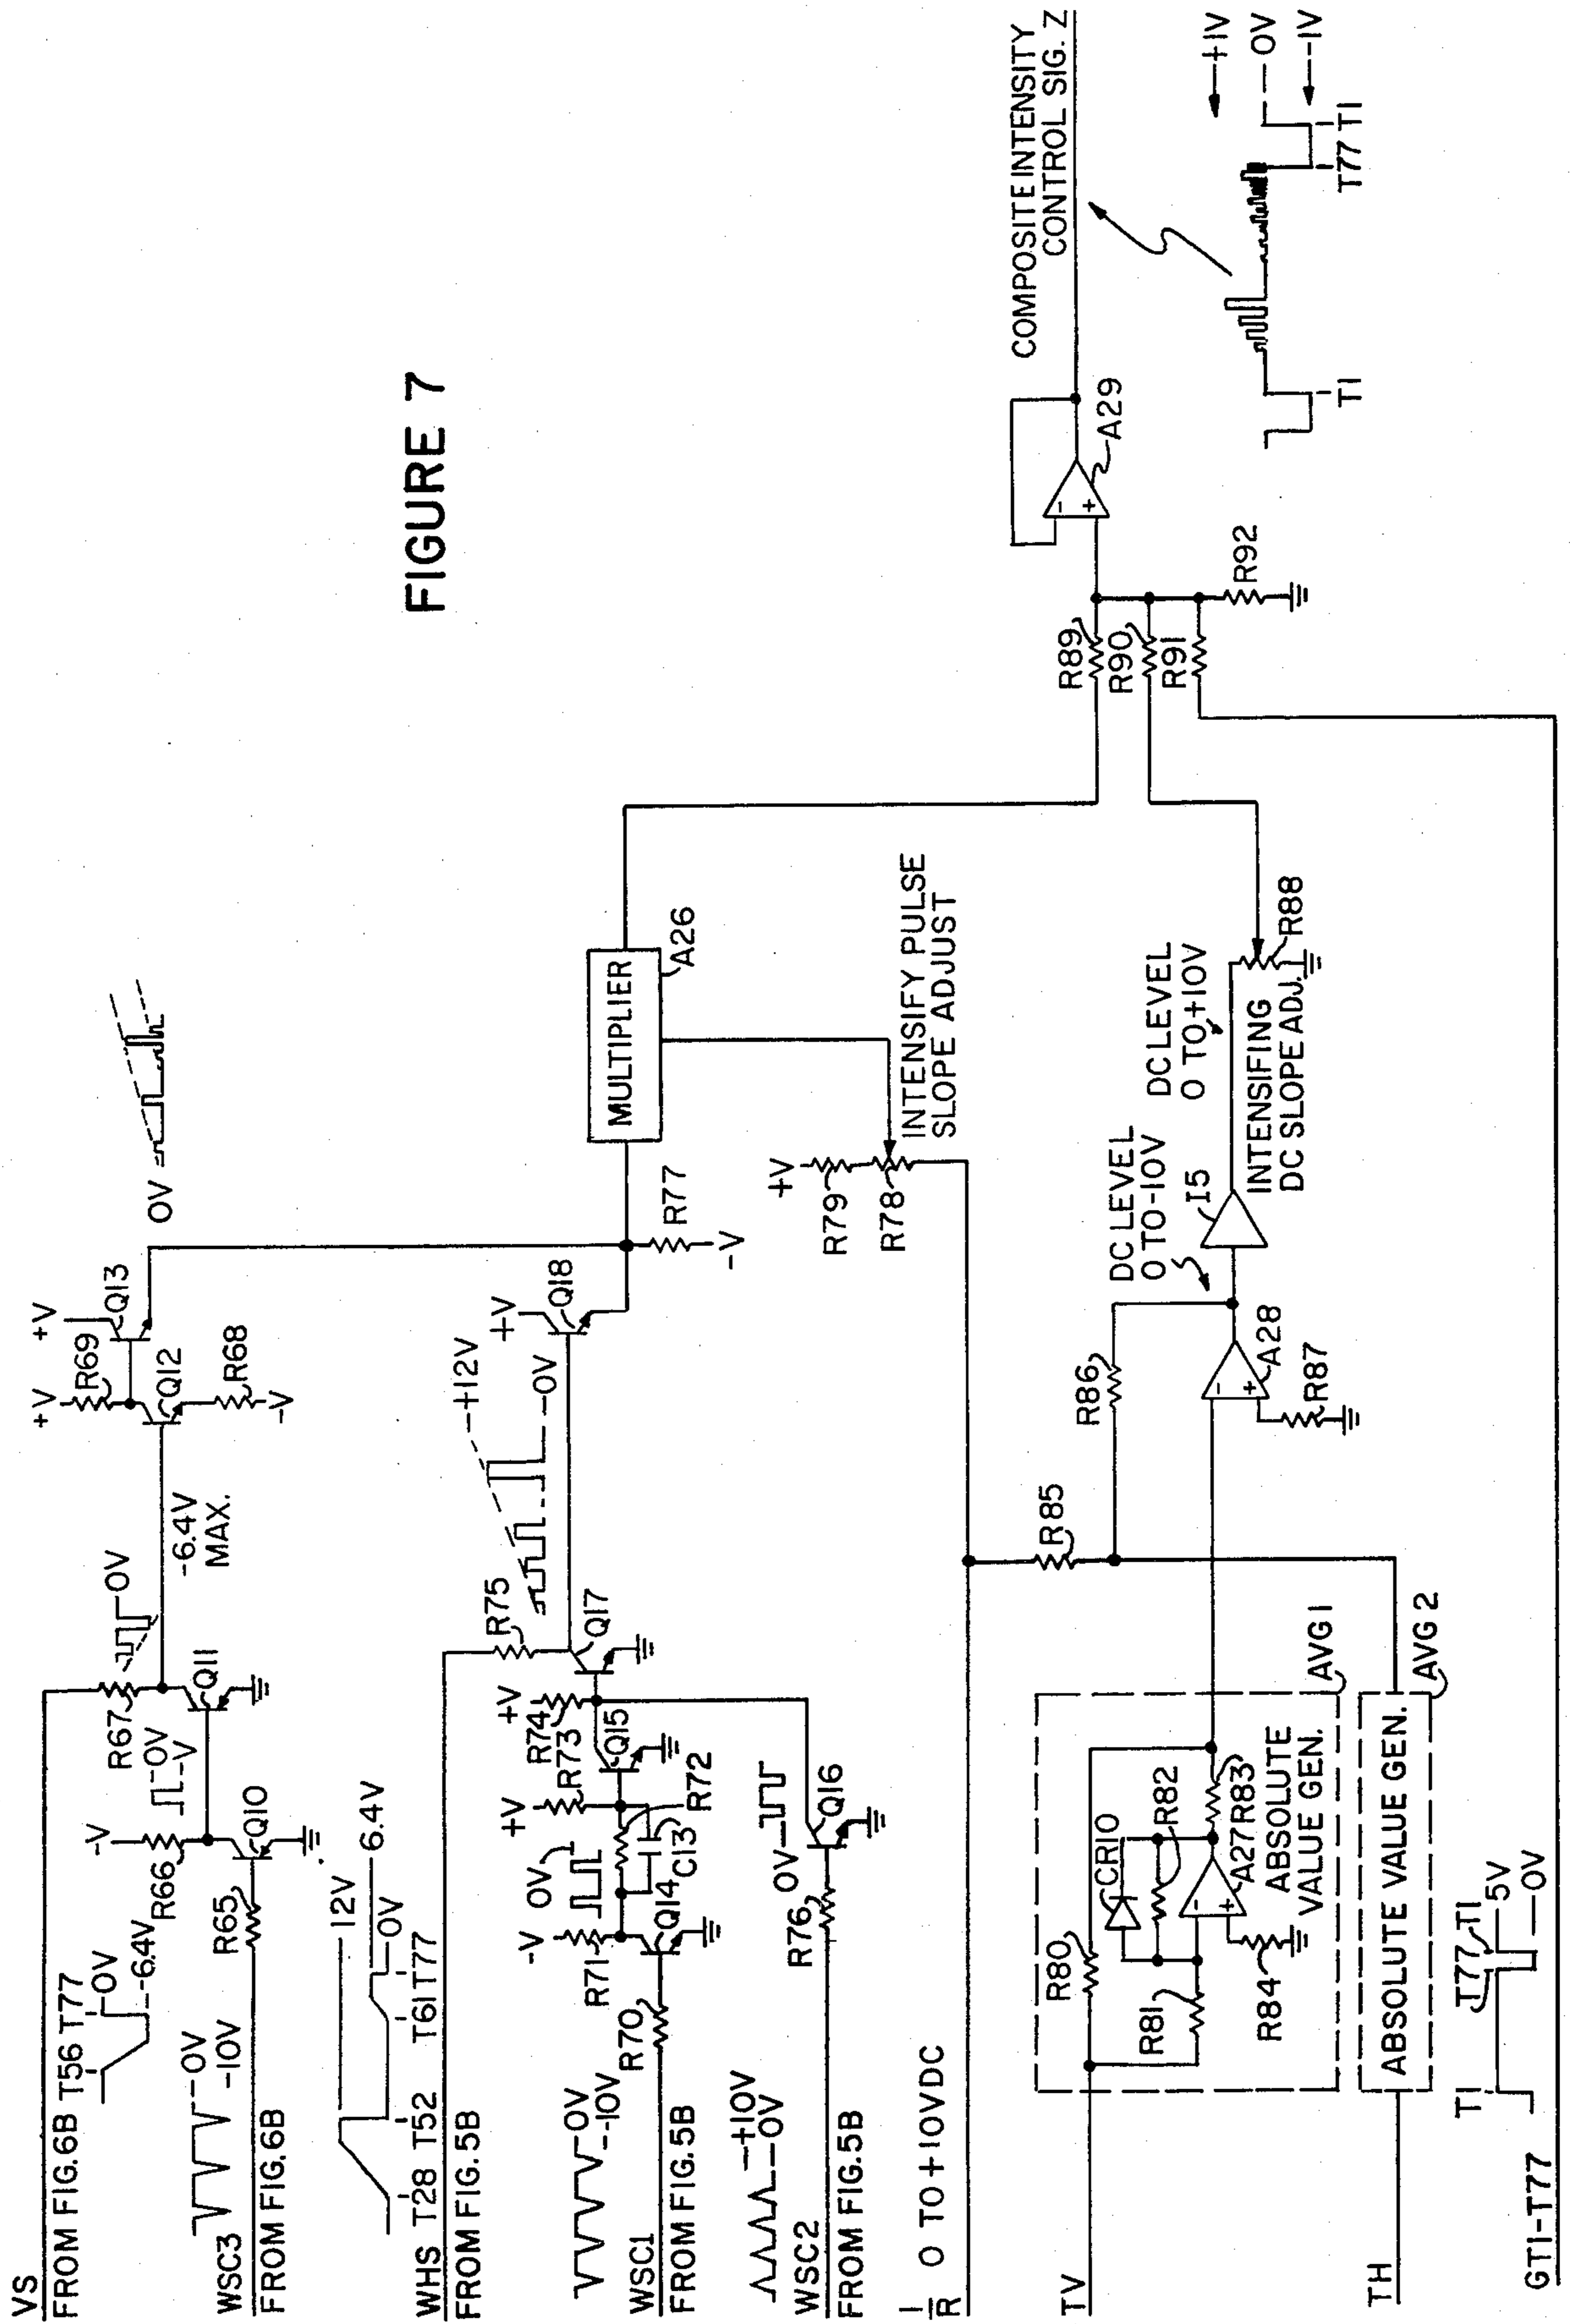 FIGURE 7
VS
FROM FIG.6B
T56 T77
0V
-6.4V
WSC3
FROM FIG.6B
0V
-10V
R65
R66
-V
Q10
0V
-V
R67
Q11
0V
-6.4V
MAX.
+V
R69
Q12
R68
-V
+V
Q13
0V
WHS
FROM FIG.5B
T28 T52
T61 T77
12V
6.4V
0V
WSC1
FROM FIG.5B
0V
-10V
R70
R71
-V
Q14
0V
C13
R72
+V
R73
Q15
+V
R74
R75
Q17
+12V
0V
+V
Q18
R77
-V
WSC2
FROM FIG.5B
+10V
0V
R76
0V
Q16
MULTIPLIER
A26
+V
R79
R78
INTENSIFY PULSE
SLOPE ADJUST
1
R
0 TO +10VDC
R85
TV
R80
R81
CR10
R82
-
+
A27
R83
R84
ABSOLUTE
VALUE GEN.
AVG 1
TH
ABSOLUTE VALUE GEN.
AVG 2
R86
-
+
A28
R87
DC LEVEL
0 TO -10V
I5
DC LEVEL
0 TO +10V
INTENSIFING
DC SLOPE ADJ.
R88
R89
R90
R91
R92
-
+
A29
COMPOSITE INTENSITY
CONTROL SIG. Z
+1V
0V
-1V
T1
T77 T1
GT1-T77
T1
T77
T1
5V
0V